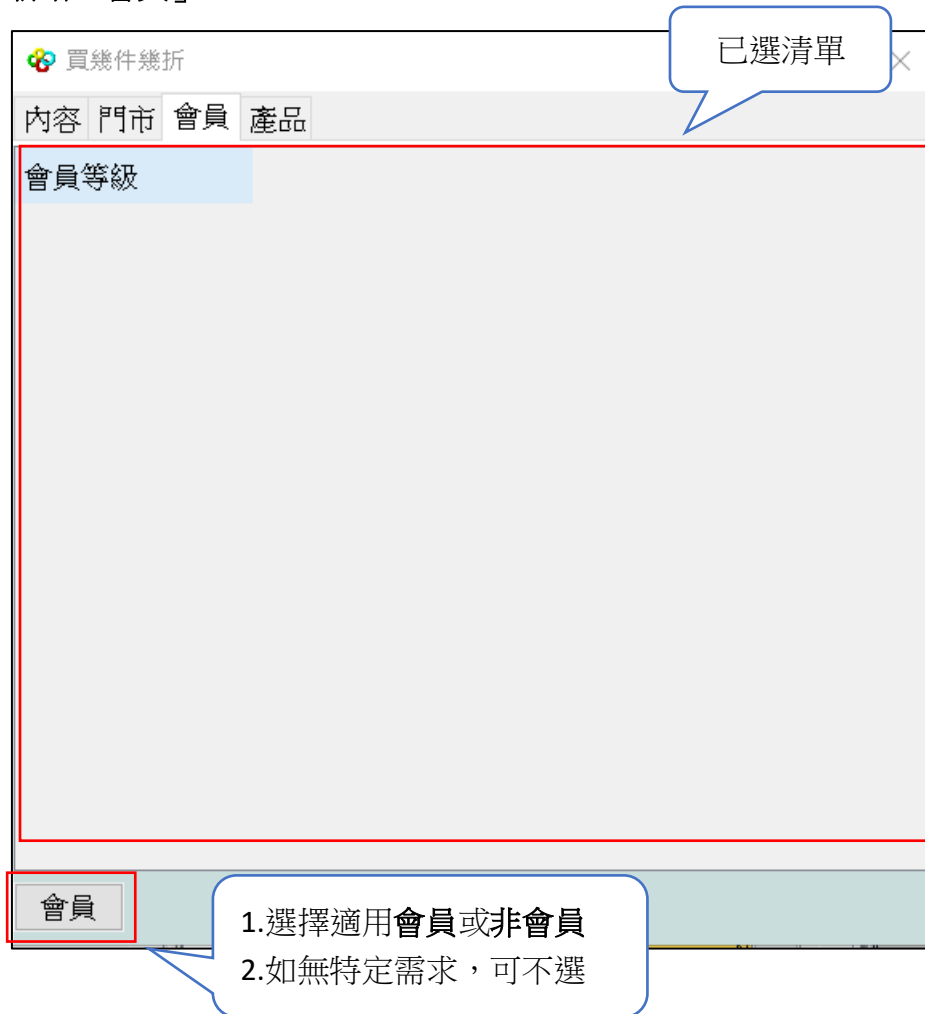 已選清單
買幾件幾折
內容 門市 會員 產品
會員等級
會員
1.選擇適用會員或非會員
2.如無特定需求，可不選